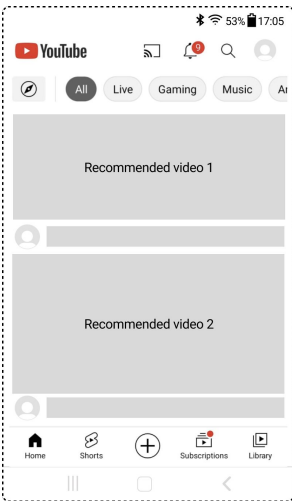 53% 17:05
YouTube 9
All Live Gaming Music Ar
Recommended video 1
Recommended video 2
Home Shorts Subscriptions Library